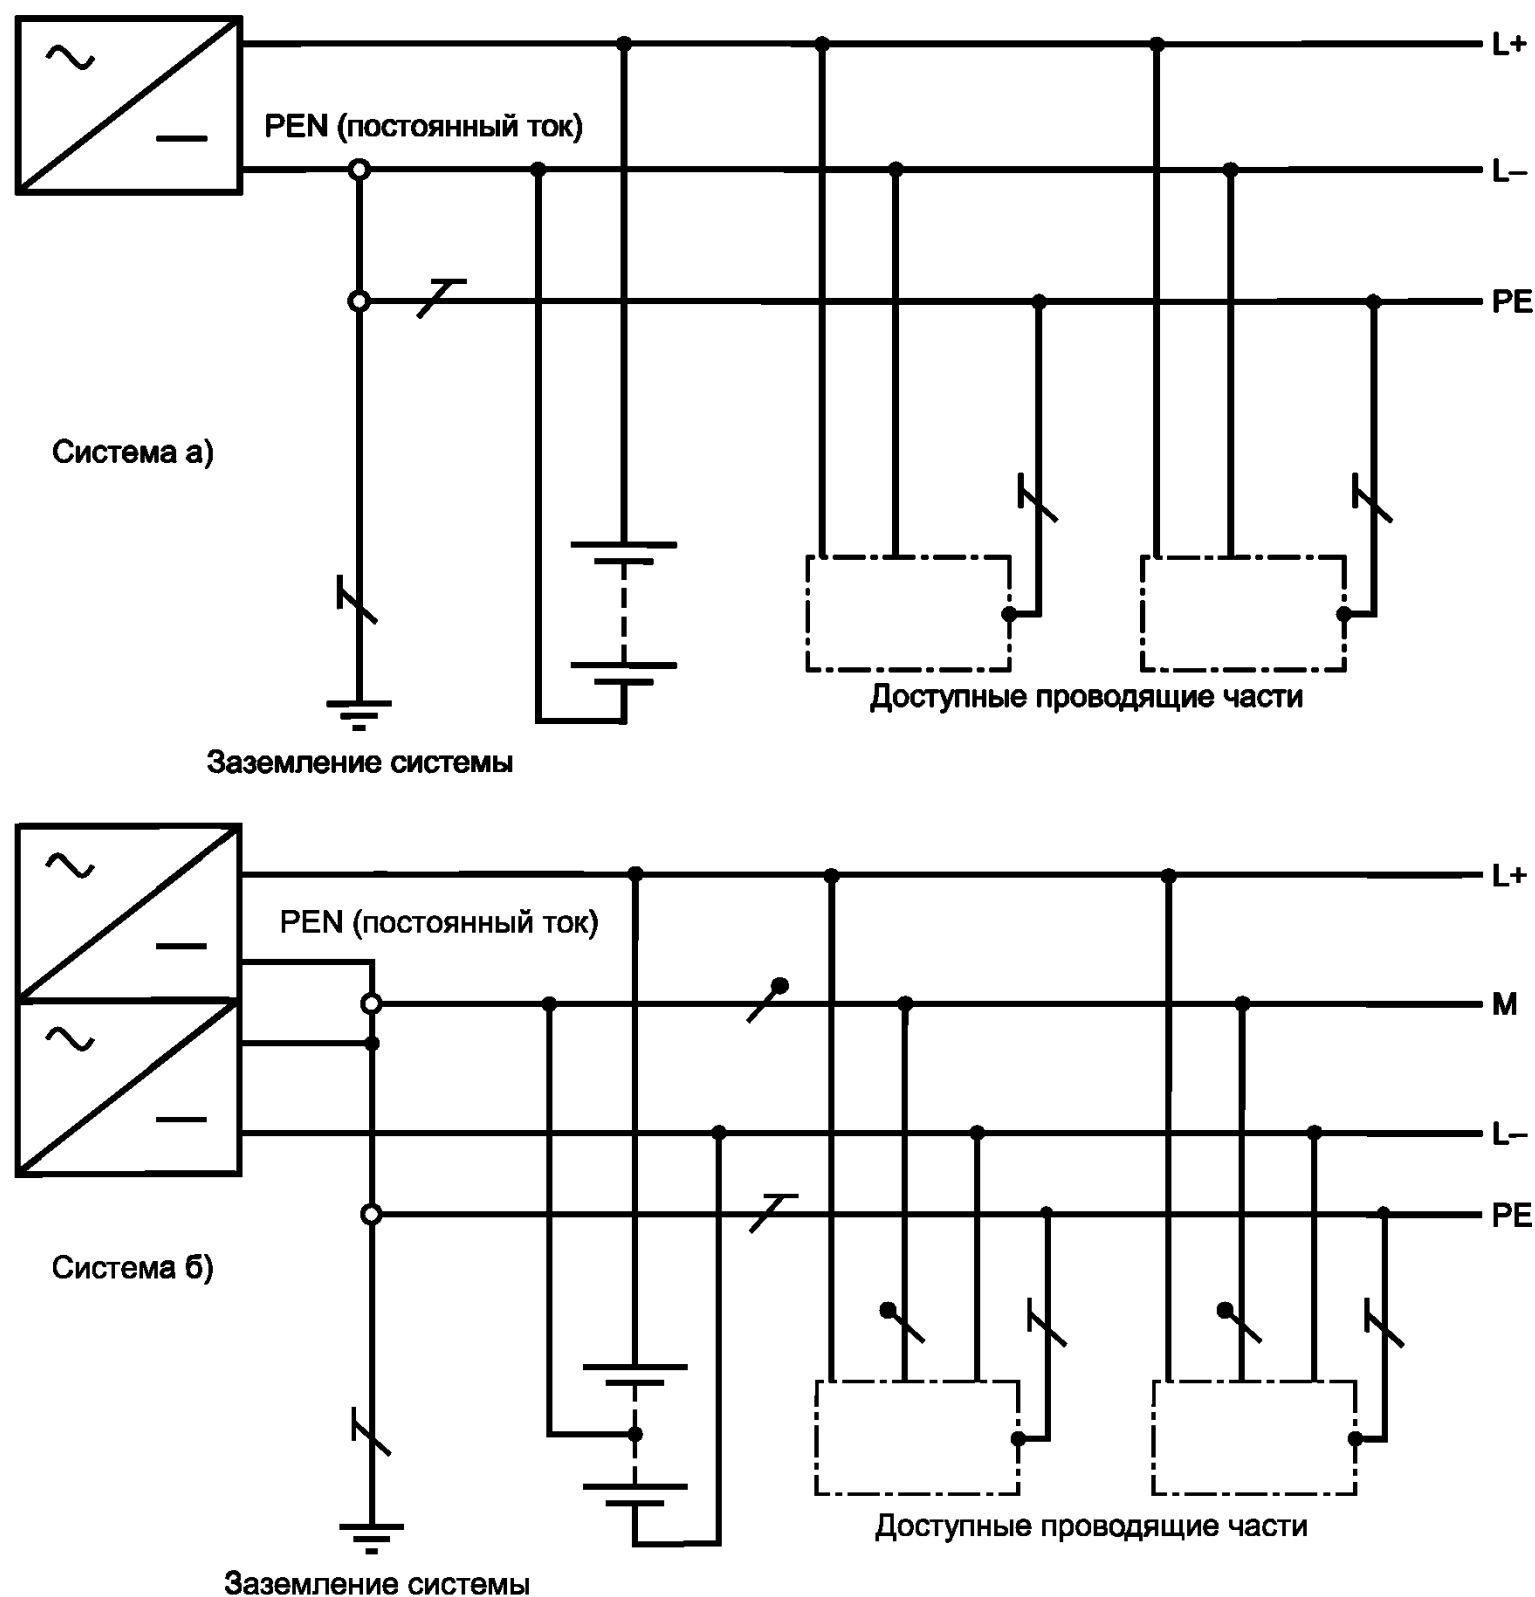 L+
PEN (постоянный ток)
L–
PE
Система а)
Доступные проводящие части
Заземление системы
L+
PEN (постоянный ток)
M
L–
PE
Система б)
Доступные проводящие части
Заземление системы